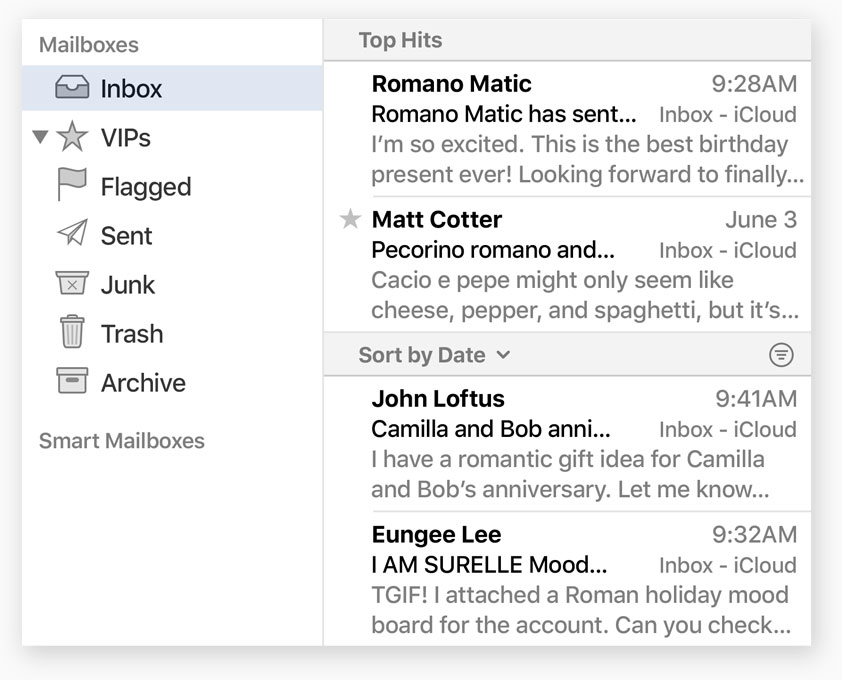 Mailboxes
Inbox
VIPs
Flagged
Sent
Junk
Trash
Archive
Smart Mailboxes
Top Hits
Romano Matic 9:28AM
Romano Matic has sent... Inbox - iCloud
I’m so excited. This is the best birthday
present ever! Looking forward to finally...
Matt Cotter June 3
Pecorino romano and... Inbox - iCloud
Cacio e pepe might only seem like
cheese, pepper, and spaghetti, but it’s...
Sort by Date
John Loftus 9:41AM
Camilla and Bob anni... Inbox - iCloud
I have a romantic gift idea for Camilla
and Bob’s anniversary. Let me know...
Eungee Lee 9:32AM
I AM SURELLE Mood... Inbox - iCloud
TGIF! I attached a Roman holiday mood
board for the account. Can you check...